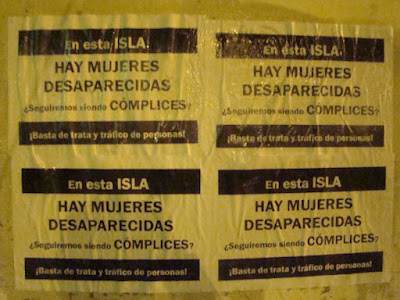 En esta ISLA.
HAY MUJERES
DESAPARECIDAS
¿Seguiremos siendo CÓMPLICES?
¡Basta de trata y tráfico de personas!
En esta ISLA.
HAY MUJERES
DESAPARECIDAS
¿Seguiremos siendo CÓMPLICES?
¡Basta de trata y tráfico de personas!
En esta ISLA
HAY MUJERES
DESAPARECIDAS
¿Seguiremos siendo CÓMPLICES?
¡Basta de trata y tráfico de personas!
En esta ISLA
HAY MUJERES
DESAPARECIDAS
¿Seguiremos siendo CÓMPLICES?
¡Basta de trata y tráfico de personas!